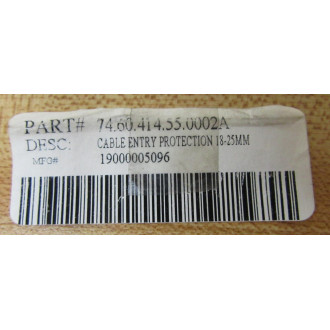 PART# 74.60.414.55.0002A
DESC: CABLE ENTRY PROTECTION 18-25MM
MFG# 19000005096